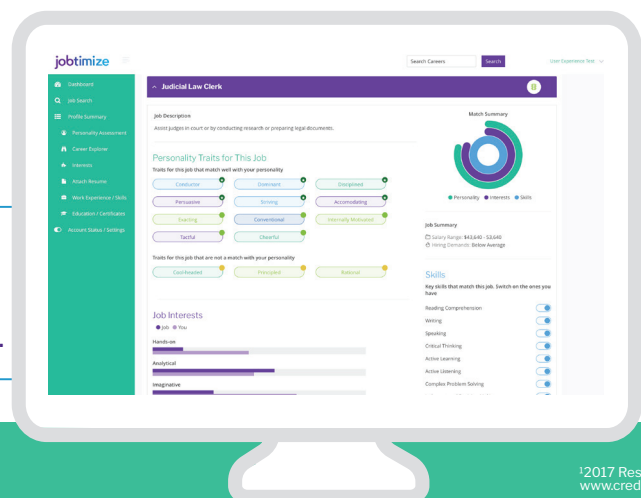 jobtimize
Search Careers
Search
User Experience Test
Dashboard
Job Search
Profile Summary
Personality Assessment
Career Explorer
Interests
Attach Resume
Work Experience / Skills
Education / Certificates
Account Status / Settings
Judicial Law Clerk
B
Job Description
Assist judges in court or by conducting research or preparing legal documents.
Personality Traits for This Job
Traits for this job that match well with your personality
Conductor
Dominant
Disciplined
Persuasive
Striving
Accomodating
Exacting
Conventional
Internally Motivated
Tactful
Cheerful
Traits for this job that are not a match with your personality
Cool-headed
Principled
Rational
Job Interests
Job You
Hands-on
Analytical
Imaginative
Match Summary
Personality Interests Skills
Job Summary
Salary Range: $43,640 - 53,640
Hiring Demands: Below Average
Skills
Key skills that match this job. Switch on the ones you
have
Reading Comprehension
Writing
Speaking
Critical Thinking
Active Learning
Active Listening
Complex Problem Solving
¹2017 Res
www.cred